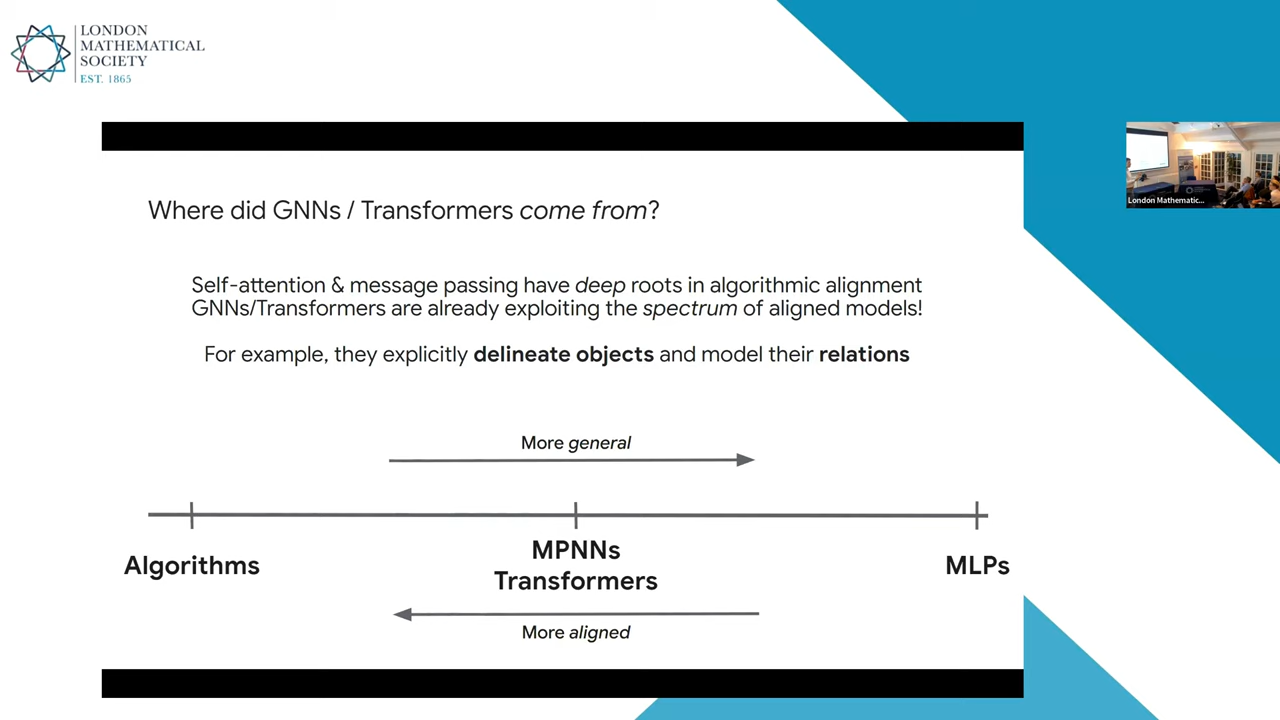 LONDON
MATHEMATICAL
SOCIETY
EST. 1865
Where did GNNs / Transformers come from?
Self-attention & message passing have deep roots in algorithmic alignment
GNNs/Transformers are already exploiting the spectrum of aligned models!
For example, they explicitly delineate objects and model their relations
More general
Algorithms
MPNNs
Transformers
MLPs
More aligned
London Mathematic...